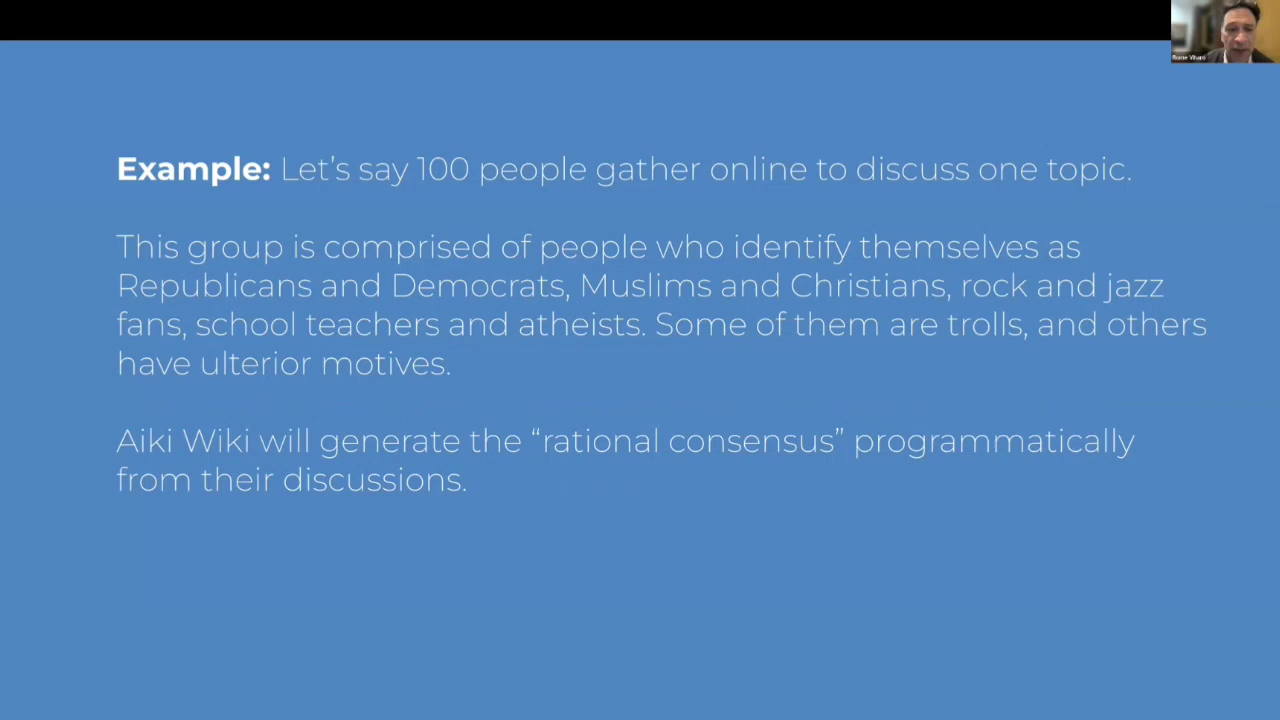 Rome Viharo
Example: Let’s say 100 people gather online to discuss one topic.
This group is comprised of people who identify themselves as
Republicans and Democrats, Muslims and Christians, rock and jazz
fans, school teachers and atheists. Some of them are trolls, and others
have ulterior motives.
Aiki Wiki will generate the “rational consensus” programmatically
from their discussions.